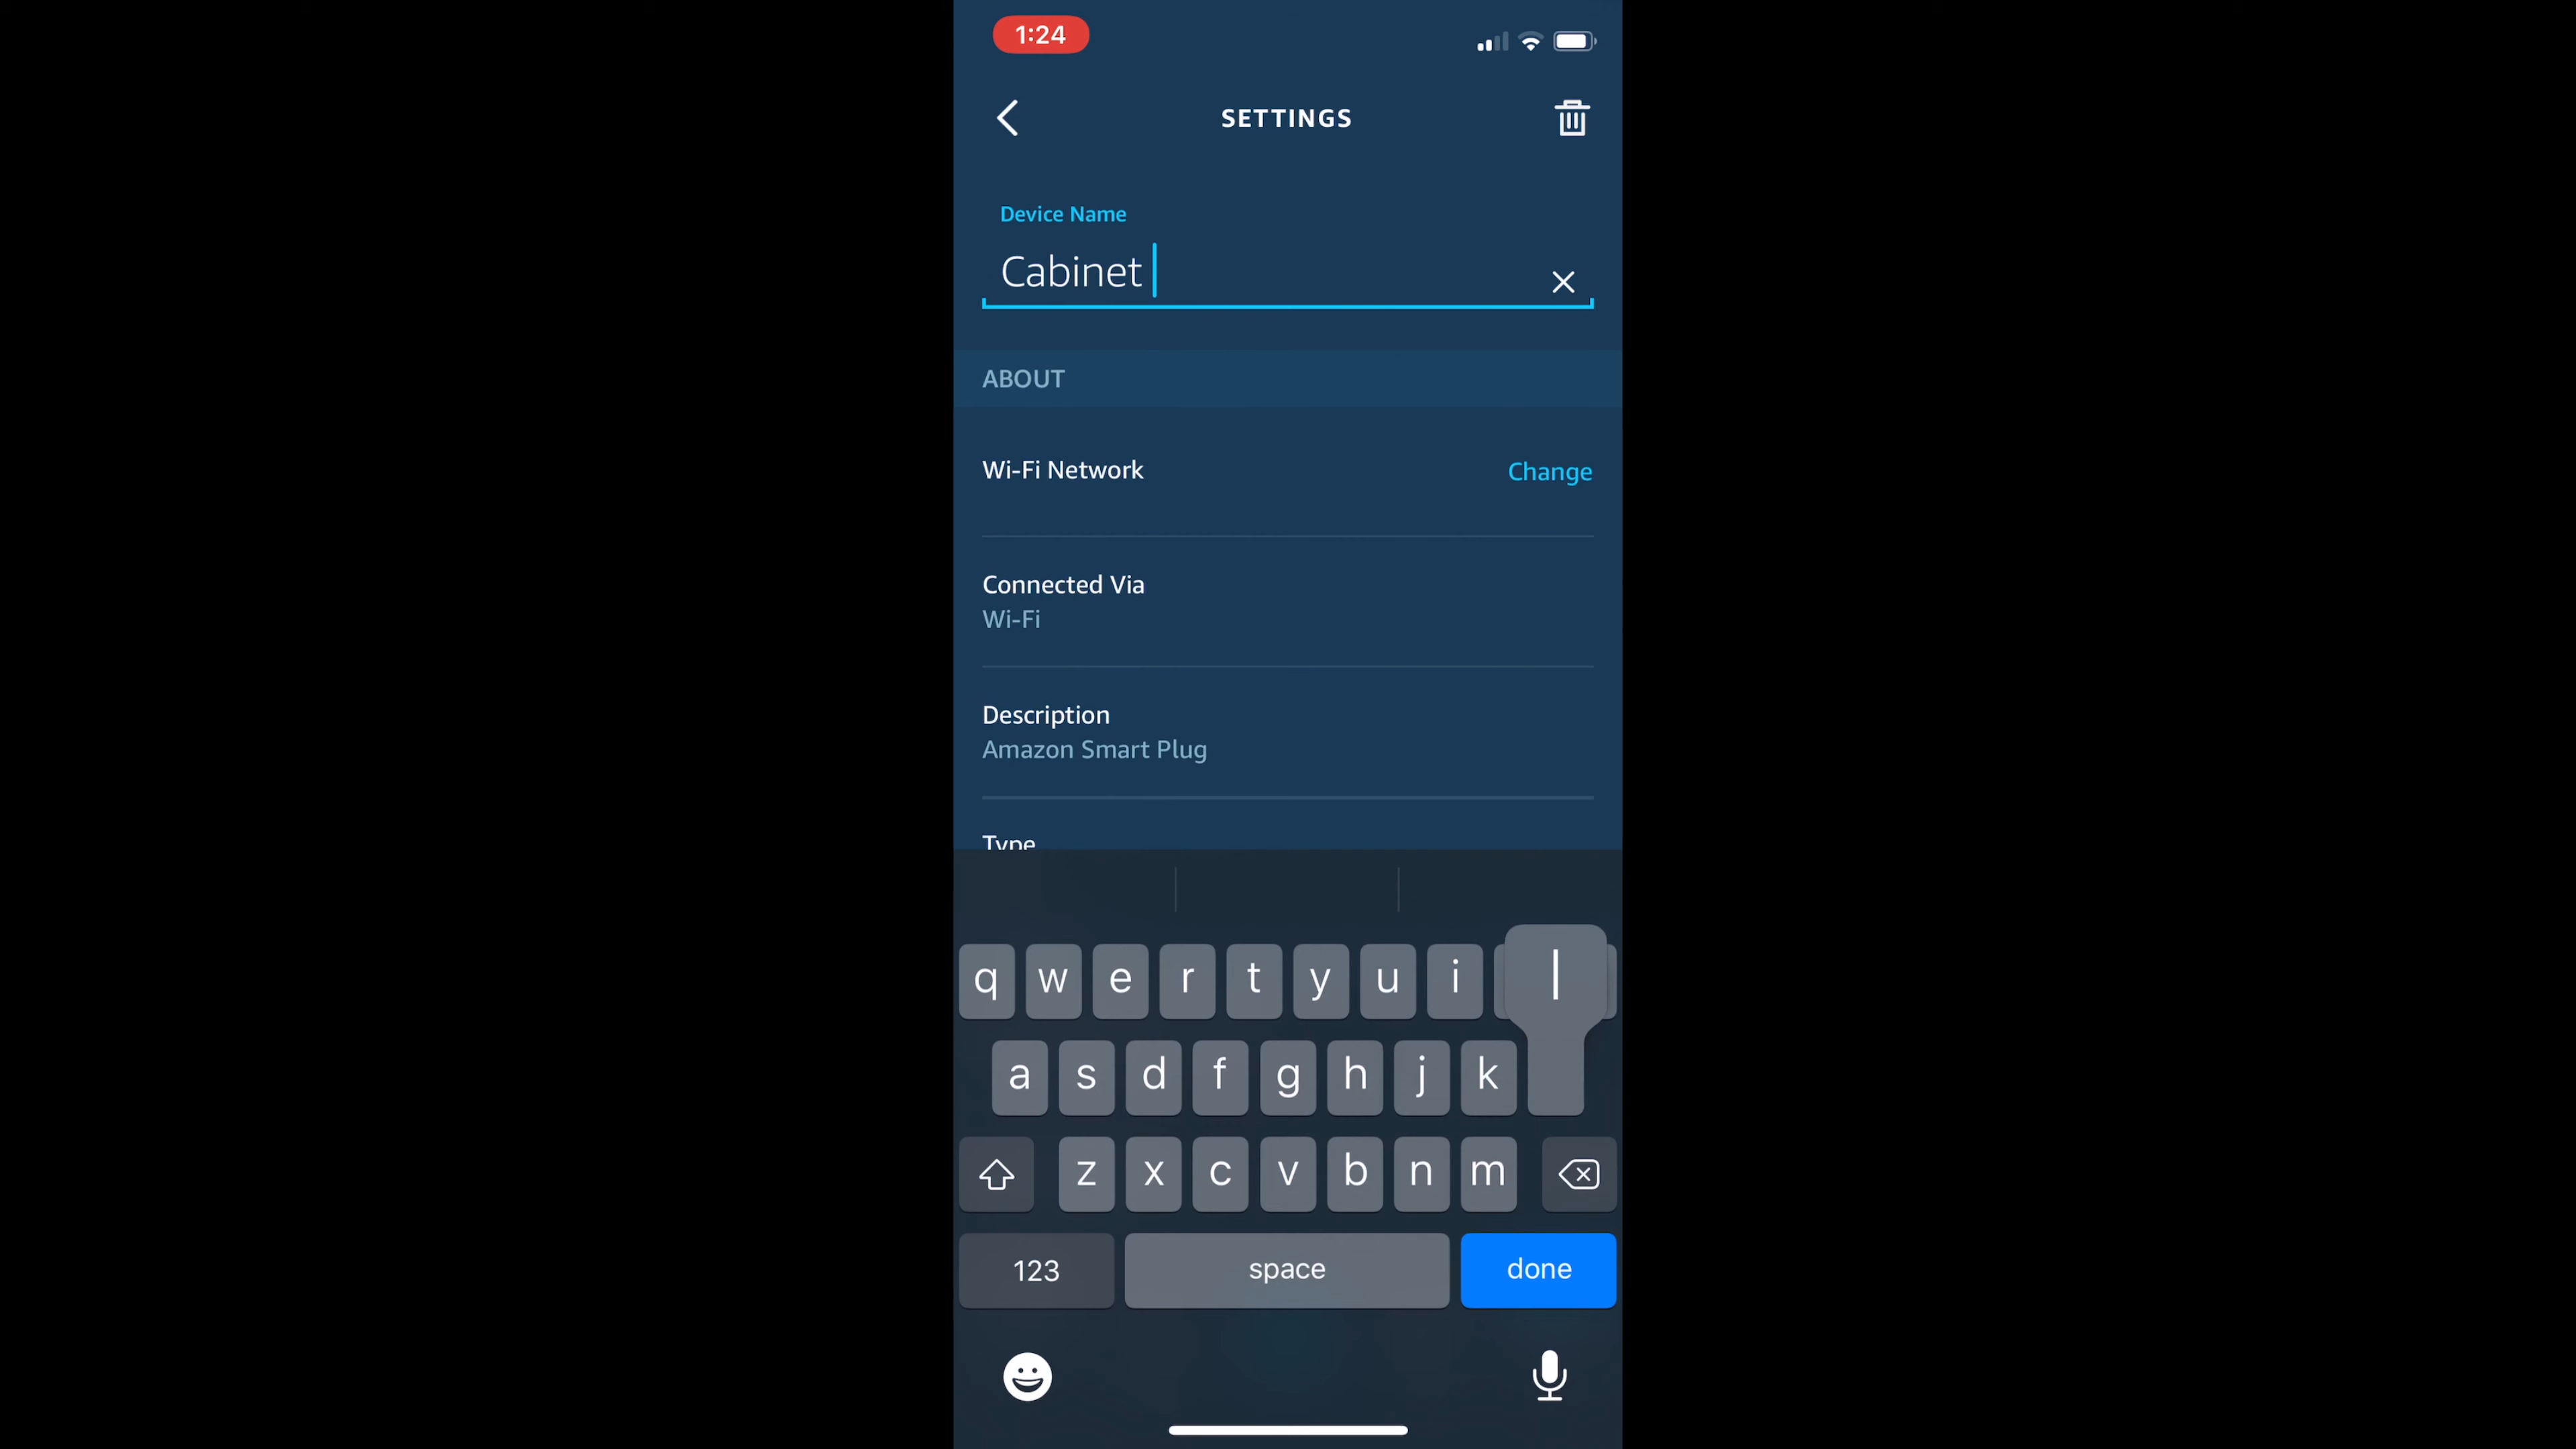 1:24
SETTINGS
Device Name
Cabinet
ABOUT
Wi-Fi Network
Change
Connected Via
Wi-Fi
Description
Amazon Smart Plug
Type
q w e r t y u i l
a s d f g h j k
z x c v b n m
123 space done